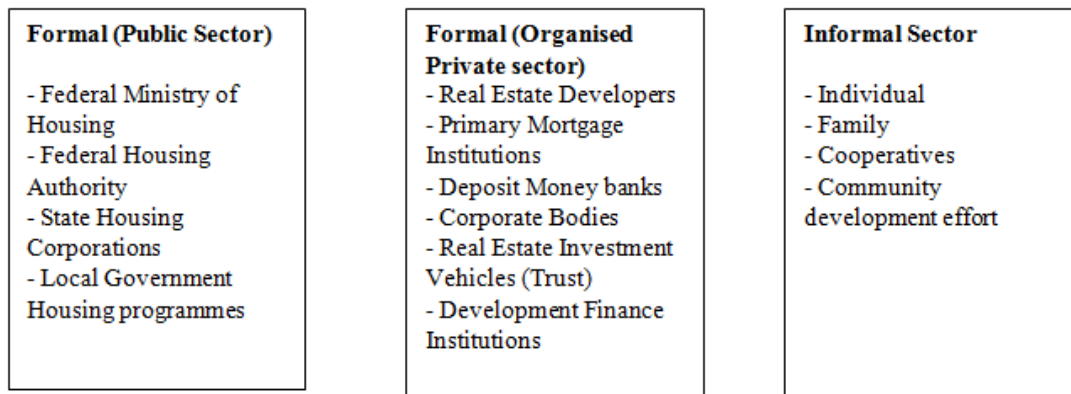 Formal (Public Sector)
- Federal Ministry of
Housing
- Federal Housing
Authority
- State Housing
Corporations
- Local Government
Housing programmes
Formal (Organised
Private sector)
- Real Estate Developers
- Primary Mortgage
Institutions
- Deposit Money banks
- Corporate Bodies
- Real Estate Investment
Vehicles (Trust)
- Development Finance
Institutions
Informal Sector
- Individual
- Family
- Cooperatives
- Community
development effort